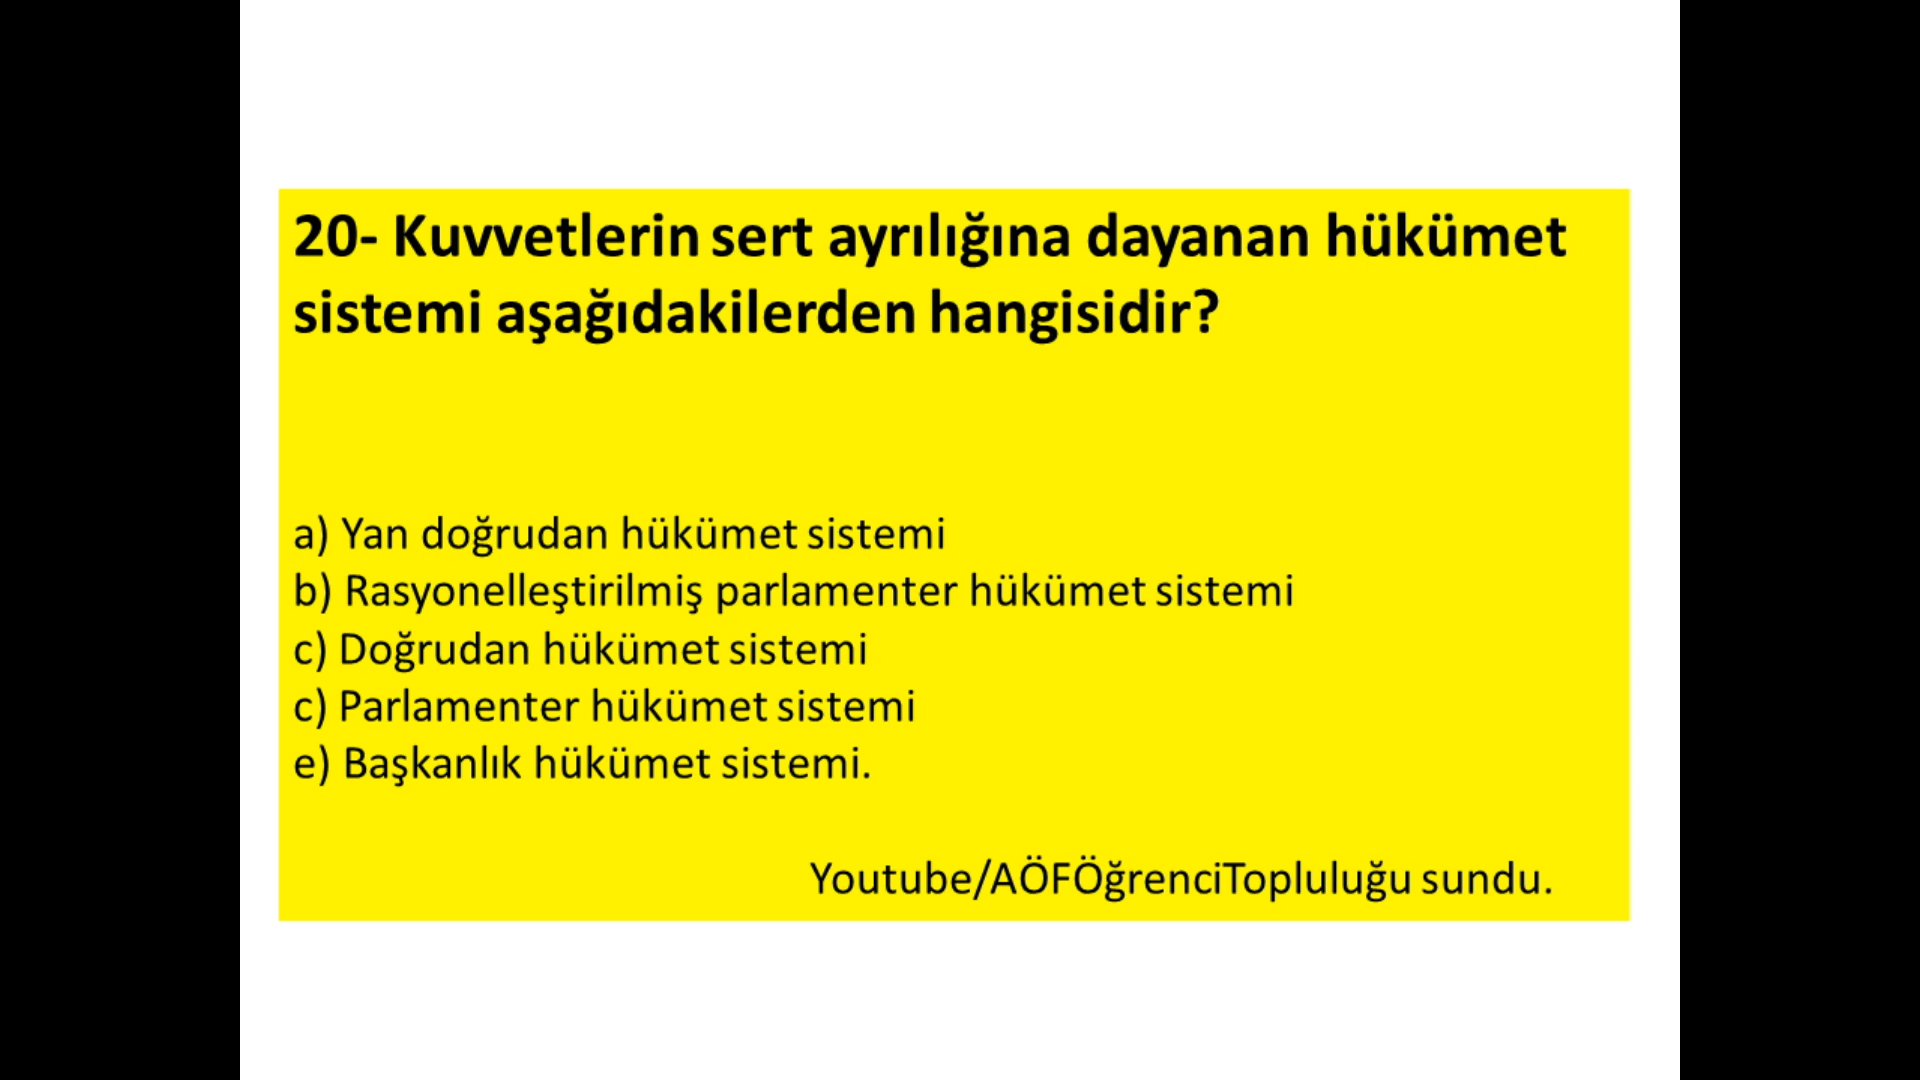 20- Kuvvetlerin sert ayrılığına dayanan hükümet
sistemi aşağıdakilerden hangisidir?
a) Yan doğrudan hükümet sistemi
b) Rasyonelleştirilmiş parlamenter hükümet sistemi
c) Doğrudan hükümet sistemi
c) Parlamenter hükümet sistemi
e) Başkanlık hükümet sistemi.
Youtube/AÖFÖğrenciTopluluğu sundu.